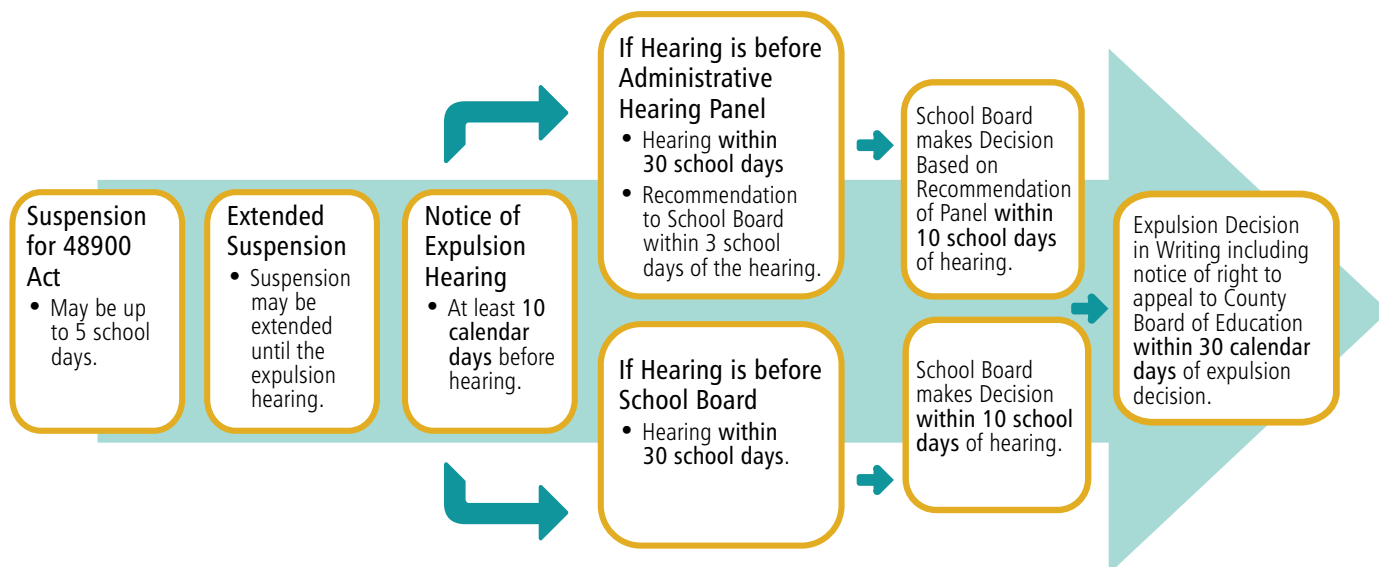 Suspension
for 48900
Act
• May be up
to 5 school
days.
Extended
Suspension
• Suspension
may be
extended
until the
expulsion
hearing.
Notice of
Expulsion
Hearing
• At least 10
calendar
days before
hearing.
If Hearing is before
Administrative
Hearing Panel
• Hearing within
30 school days
• Recommendation
to School Board
within 3 school
days of the hearing.
School Board
makes Decision
Based on
Recommendation
of Panel within
10 school days
of hearing.
If Hearing is before
School Board
• Hearing within
30 school days.
School Board
makes Decision
within 10 school
days of hearing.
Expulsion Decision
in Writing including
notice of right to
appeal to County
Board of Education
within 30 calendar
days of expulsion
decision.